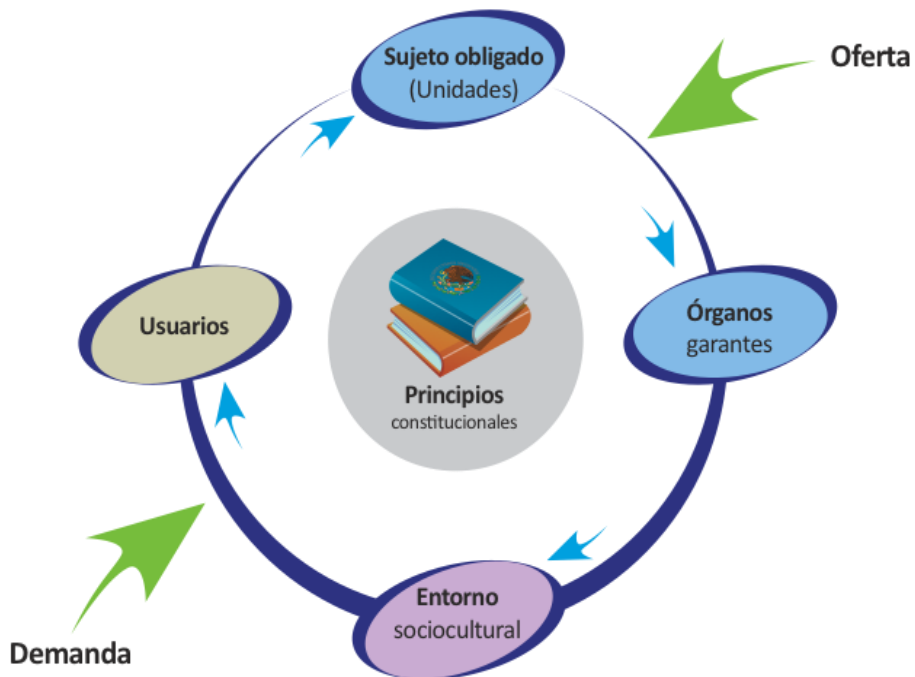 Sujeto obligado
(Unidades)
Oferta
Usuarios
Órganos
garantes
Principios
constitucionales
Entorno
sociocultural
Demanda